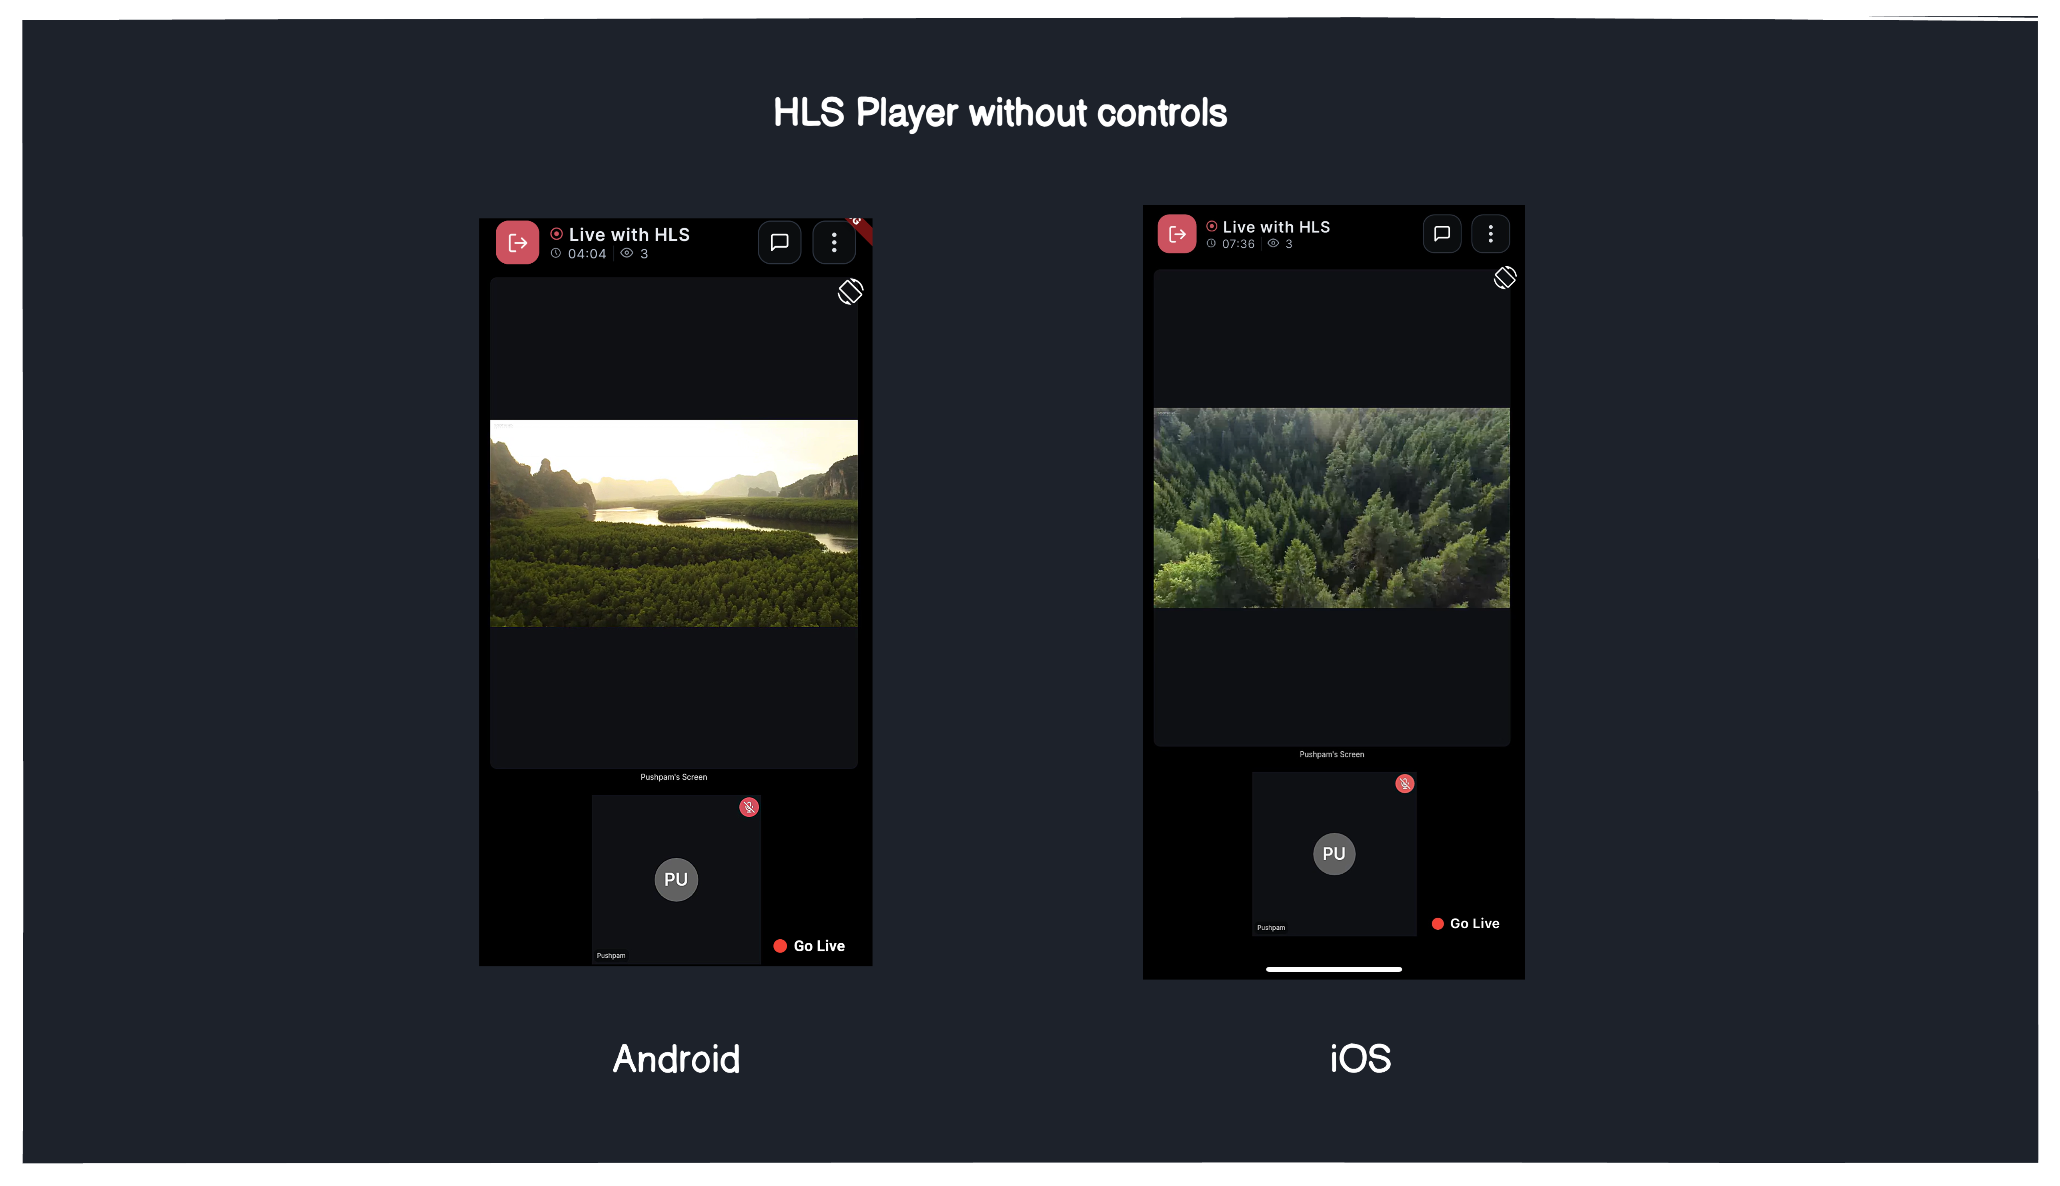 HLS Player without controls
Live with HLS
04:04 3
Pushpam's Screen
PU
Pushpam
Go Live
Android
Live with HLS
07:36 3
Pushpam's Screen
PU
Pushpam
Go Live
iOS